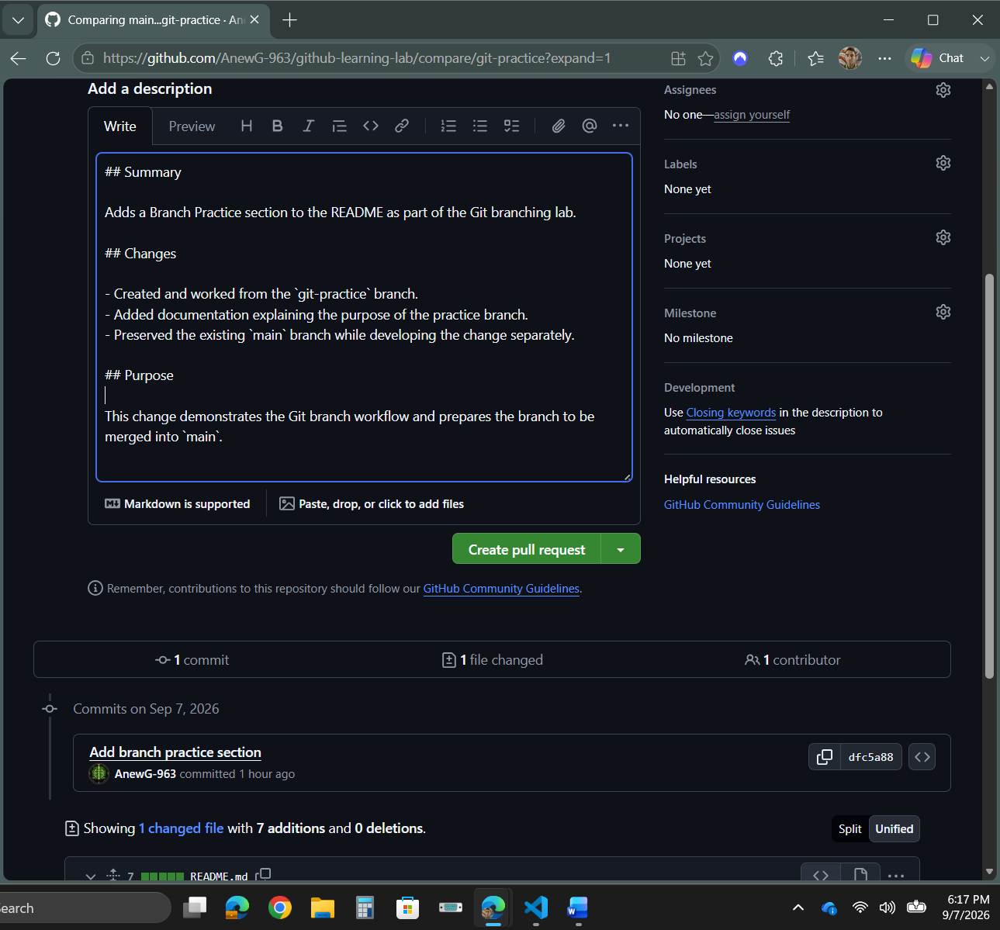 Comparing main...git-practice · An
https://github.com/AnewG-963/github-learning-lab/compare/git-practice?expand=1
Chat
Add a description
Write
Preview
## Summary
Adds a Branch Practice section to the README as part of the Git branching lab.
## Changes
- Created and worked from the `git-practice` branch.
- Added documentation explaining the purpose of the practice branch.
- Preserved the existing `main` branch while developing the change separately.
## Purpose
This change demonstrates the Git branch workflow and prepares the branch to be
merged into `main`.
Markdown is supported
Paste, drop, or click to add files
Create pull request
Remember, contributions to this repository should follow our GitHub Community Guidelines.
Assignees
No one—assign yourself
Labels
None yet
Projects
None yet
Milestone
No milestone
Development
Use Closing keywords in the description to
automatically close issues
Helpful resources
GitHub Community Guidelines
1 commit
1 file changed
1 contributor
Commits on Sep 7, 2026
Add branch practice section
AnewG-963 committed 1 hour ago
dfc5a88
Showing 1 changed file with 7 additions and 0 deletions.
Split
Unified
7
README.md
earch
6:17 PM
9/7/2026